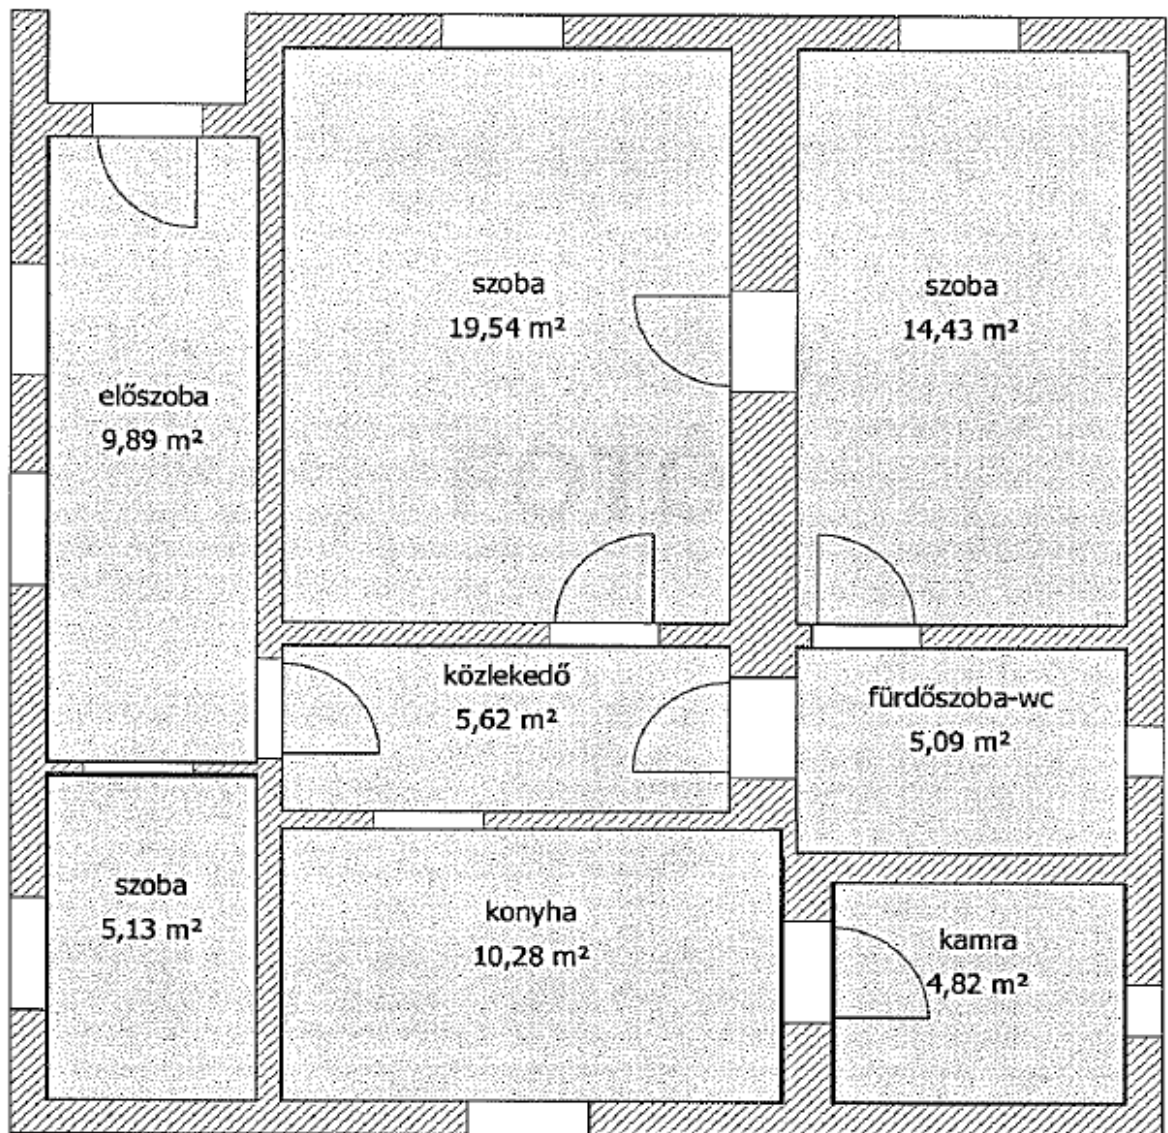 szoba
19,54 m²
szoba
14,43 m²
előszoba
9,89 m²
közlekedő
5,62 m²
fürdőszoba-wc
5,09 m²
szoba
5,13 m²
konyha
10,28 m²
kamra
4,82 m²